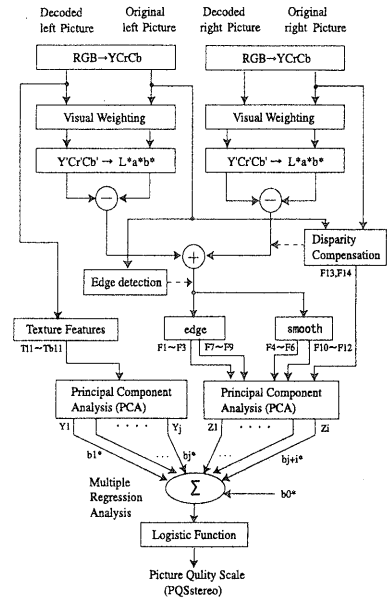 Decoded left Picture
Original left Picture
Decoded right Picture
Original right Picture
RGB→YCrCb
RGB→YCrCb
Visual Weighting
Visual Weighting
Y'Cr'Cb' → L*a*b*
Y'Cr'Cb' → L*a*b*
−
−
Disparity
Compensation
+
F13,F14
Edge detection
Texture Features
edge
smooth
T11~Tb11
F1~F3
F7~F9
F4~F6
F10~F12
Principal Component
Analysis (PCA)
Principal Component
Analysis (PCA)
Y1
Yj
Z1
Zi
b1*
bj*
bj+i*
Multiple
Regression
Analysis
Σ
b0*
Logistic Function
Picture Qulity Scale
(PQSstereo)